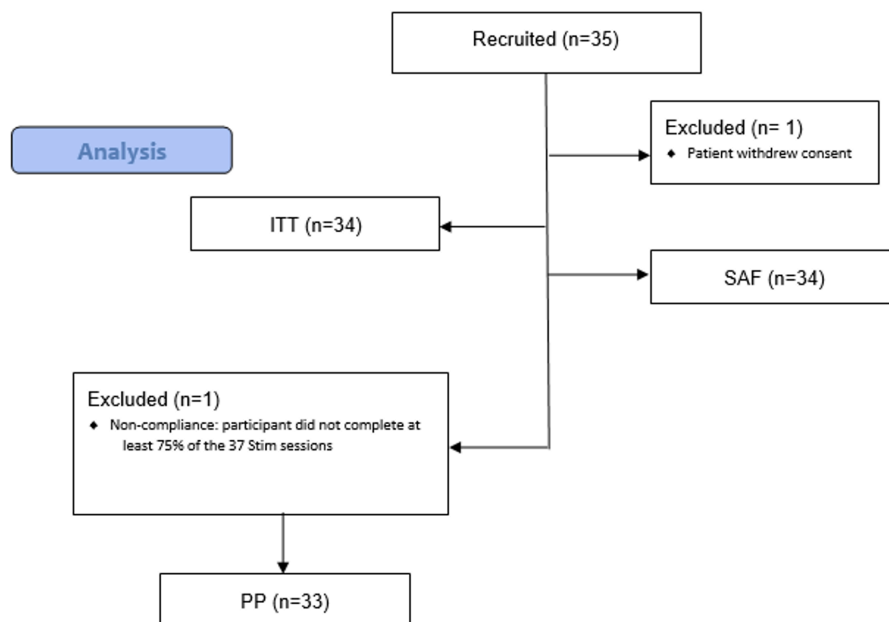 Recruited (n=35)
Excluded (n= 1)
◆ Patient withdrew consent
Analysis
ITT (n=34)
SAF (n=34)
Excluded (n=1)
◆ Non-compliance: participant did not complete at
least 75% of the 37 Stim sessions
PP (n=33)